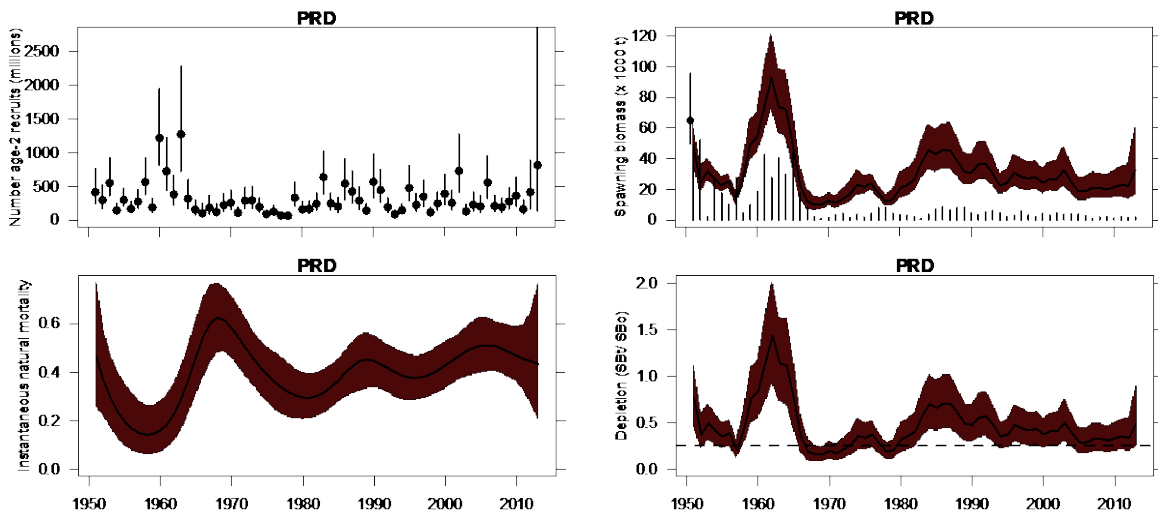 PRD
Number age-2 recruits (millions)
2500
2000
1500
1000
500
0
PRD
Spawning biomass (x 1000 t)
120
100
80
60
40
20
0
PRD
Instantaneous natural mortality
0.6
0.4
0.2
0.0
1950 1960 1970 1980 1990 2000 2010
PRD
Depletion (SBt/ SBo)
2.0
1.5
1.0
0.5
0.0
1950 1960 1970 1980 1990 2000 2010